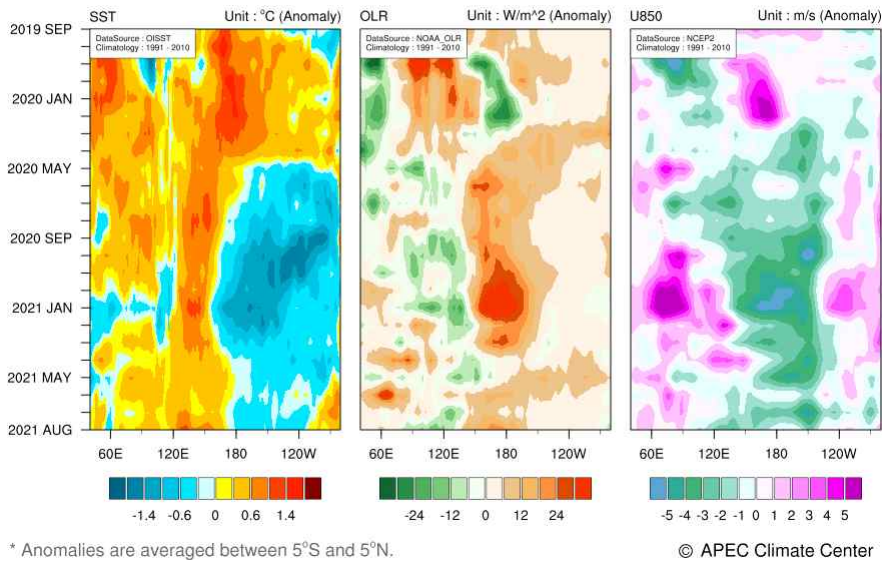 SST Unit : °C (Anomaly)
OLR Unit : W/m^2 (Anomaly)
U850 Unit : m/s (Anomaly)
DataSource : OISST
Climatology : 1991 - 2010
DataSource : NOAA_OLR
Climatology : 1991 - 2010
DataSource : NCEP2
Climatology : 1991 - 2010
2019 SEP
2020 JAN
2020 MAY
2020 SEP
2021 JAN
2021 MAY
2021 AUG
60E 120E 180 120W
60E 120E 180 120W
60E 120E 180 120W
-1.4 -0.6 0 0.6 1.4
-24 -12 0 12 24
-5 -4 -3 -2 -1 0 1 2 3 4 5
* Anomalies are averaged between 5°S and 5°N.
© APEC Climate Center